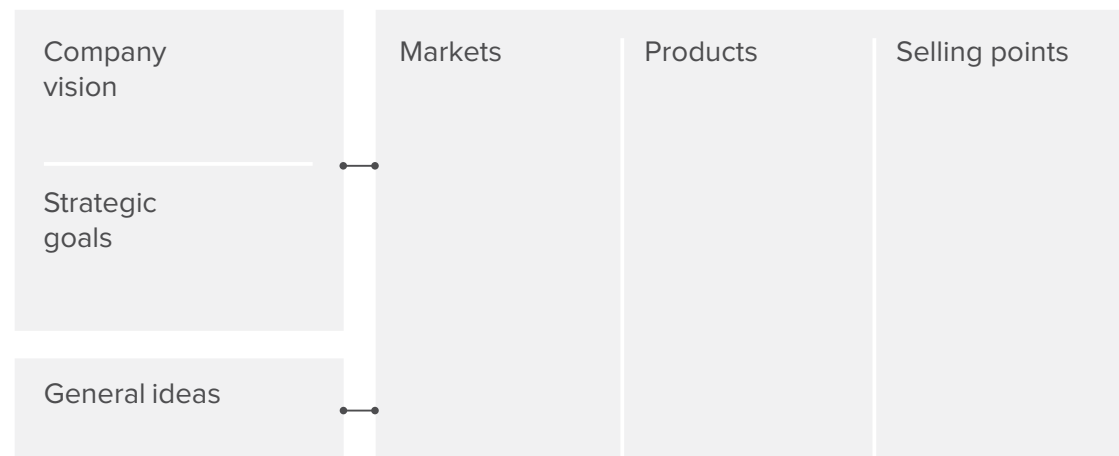 Company
vision
Strategic
goals
General ideas
Markets
Products
Selling points